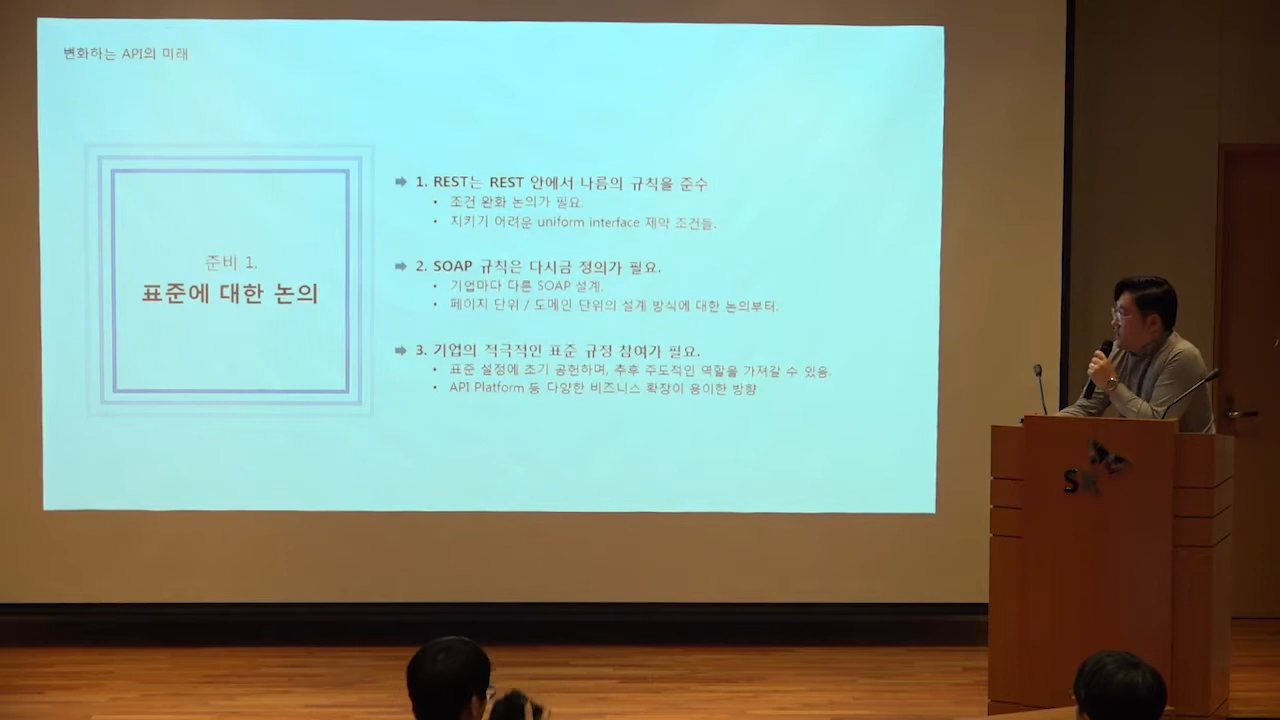 변화하는 API의 미래
준비 1.
표준에 대한 논의
1. REST는 REST 안에서 나름의 규칙을 준수
• 조건 완화 논의가 필요.
• 지키기 어려운 uniform interface 제약 조건들.
2. SOAP 규칙은 다시금 정의가 필요.
• 기업마다 다른 SOAP 설계.
• 페이지 단위 / 도메인 단위의 설계 방식에 대한 논의부터.
3. 기업의 적극적인 표준 규정 참여가 필요.
• 표준 설정에 조기 공헌하며, 추후 주도적인 역할을 가져갈 수 있음.
• API Platform 등 다양한 비즈니스 확장이 용이한 방향
SK